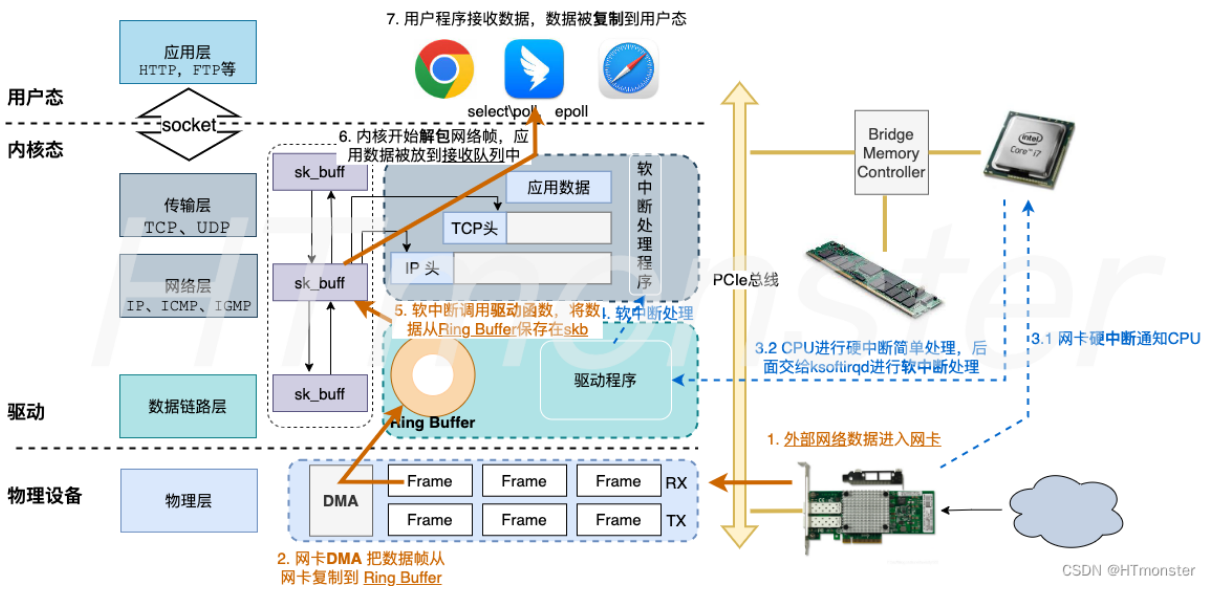 7. 用户程序接收数据，数据被复制到用户态
应用层
HTTP，FTP等
用户态
socket
select\poll epoll
内核态
6. 内核开始解包网络帧，应
用数据被放到接收队列中
sk_buff
软中断处理程序
应用数据
传输层
TCP、UDP
TCP头
Bridge
Memory
Controller
intel
Core i7
网络层
IP、ICMP、IGMP
sk_buff
IP 头
PCIe总线
5. 软中断调用驱动函数，将数
据从Ring Buffer保存在skb
4. 软中断处理
3.1 网卡硬中断通知CPU
3.2 CPU进行硬中断简单处理，后
面交给ksoftirqd进行软中断处理
驱动程序
sk_buff
Ring Buffer
驱动
数据链路层
1. 外部网络数据进入网卡
物理设备
物理层
DMA
Frame
Frame
Frame
RX
Frame
Frame
Frame
TX
2. 网卡DMA 把数据帧从
网卡复制到 Ring Buffer
HTmonster
CSDN @HTmonster